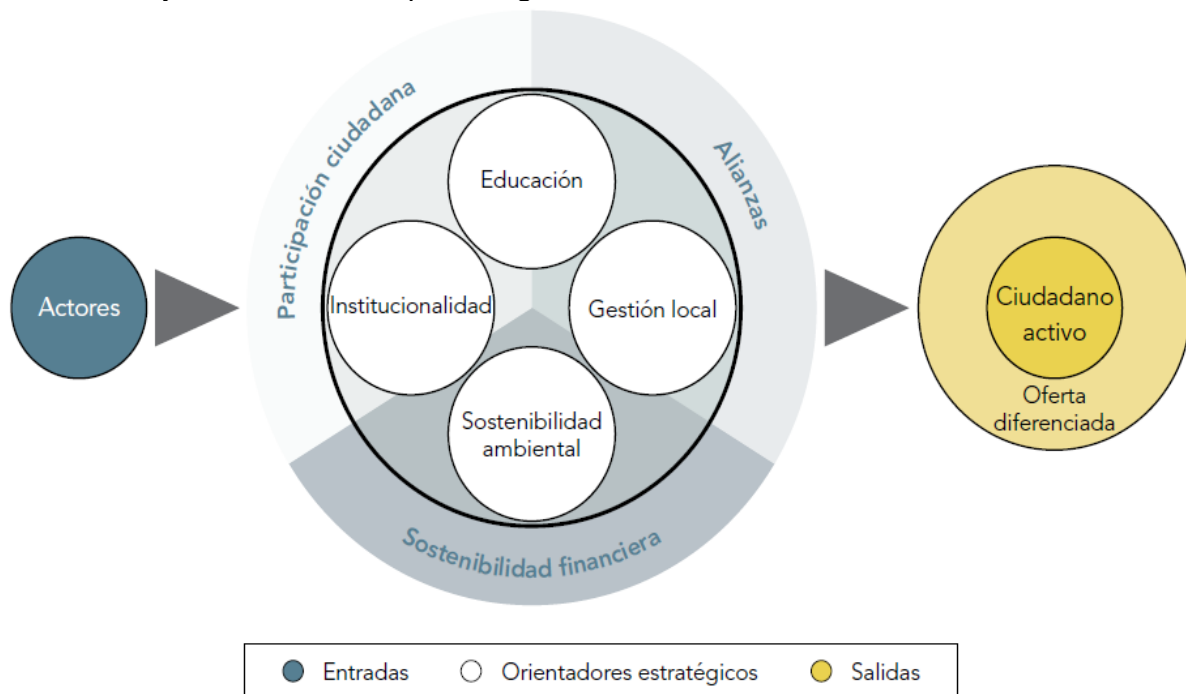 Participación ciudadana
Alianzas
Educación
Actores
Institucionalidad
Gestión local
Ciudadano
activo
Oferta
diferenciada
Sostenibilidad
ambiental
Sostenibilidad financiera
Entradas
Orientadores estratégicos
Salidas